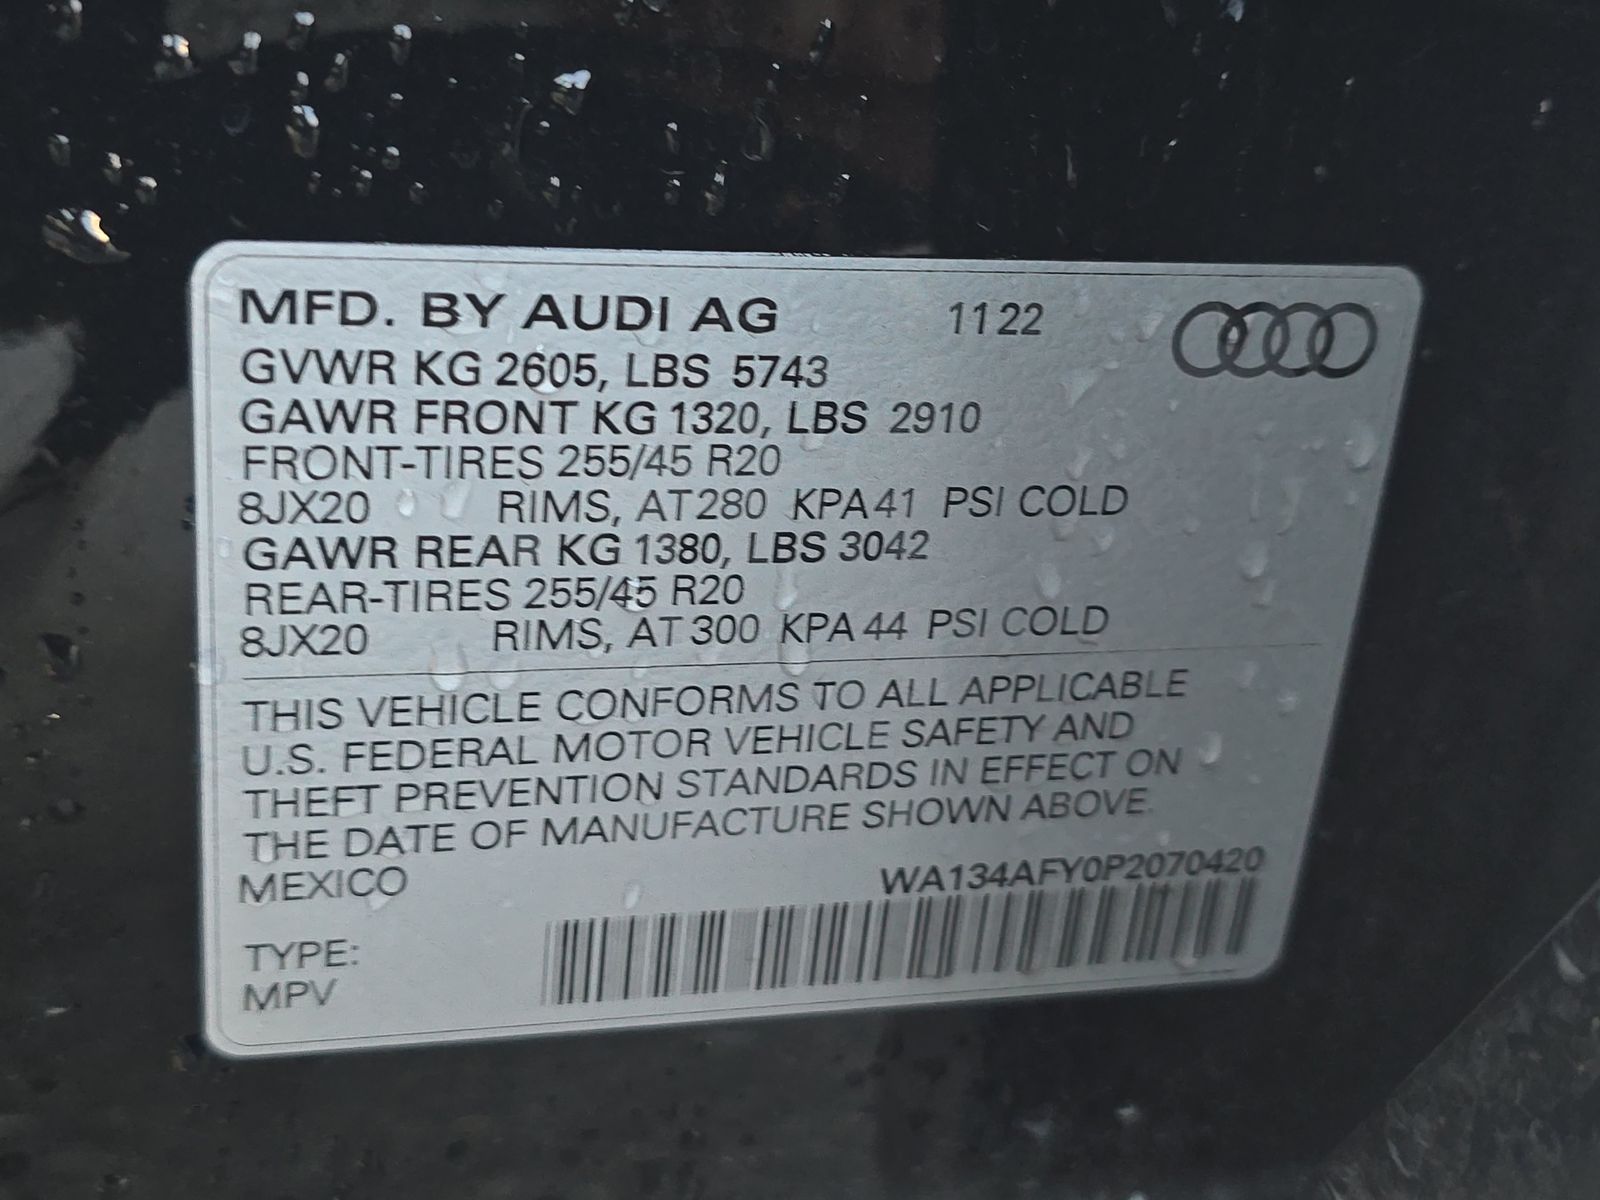 MFD. BY AUDI AG 1122
GVWR KG 2605, LBS 5743
GAWR FRONT KG 1320, LBS 2910
FRONT-TIRES 255/45 R20
8JX20 RIMS, AT 280 KPA 41 PSI COLD
GAWR REAR KG 1380, LBS 3042
REAR-TIRES 255/45 R20
8JX20 RIMS, AT 300 KPA 44 PSI COLD
THIS VEHICLE CONFORMS TO ALL APPLICABLE
U.S. FEDERAL MOTOR VEHICLE SAFETY AND
THEFT PREVENTION STANDARDS IN EFFECT ON
THE DATE OF MANUFACTURE SHOWN ABOVE.
MEXICO WA134AFY0P2070420
TYPE:
MPV